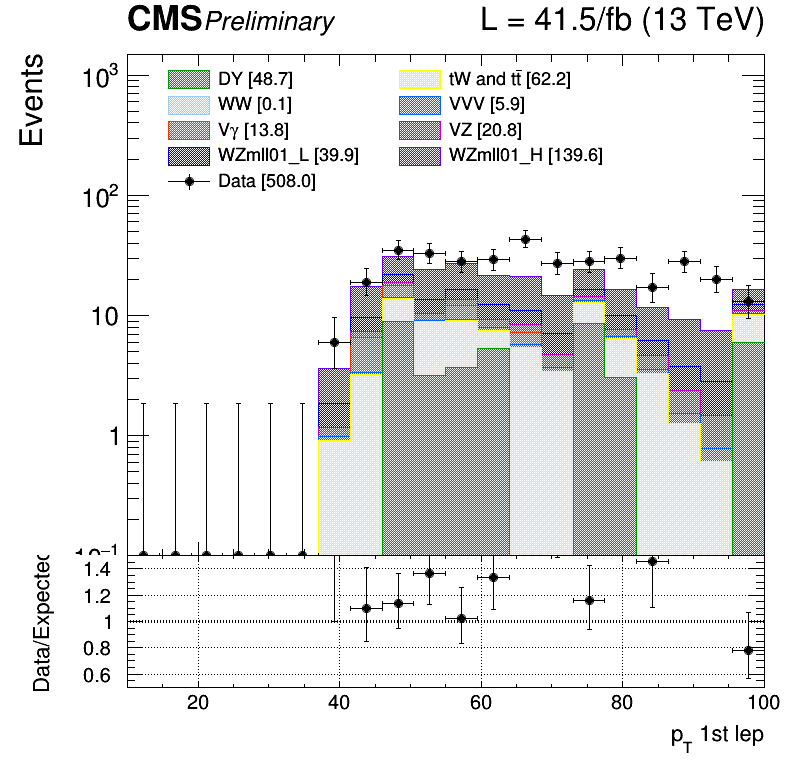 CMS Preliminary L = 41.5/fb (13 TeV)
Events
10³
10²
10
1
DY [48.7]
tW and tt̄ [62.2]
WW [0.1]
VVV [5.9]
Vγ [13.8]
VZ [20.8]
WZmll01_L [39.9]
WZmll01_H [139.6]
Data [508.0]
Data/Expected
1.4
1.2
1
0.8
0.6
20 40 60 80 100
p_T 1st lep